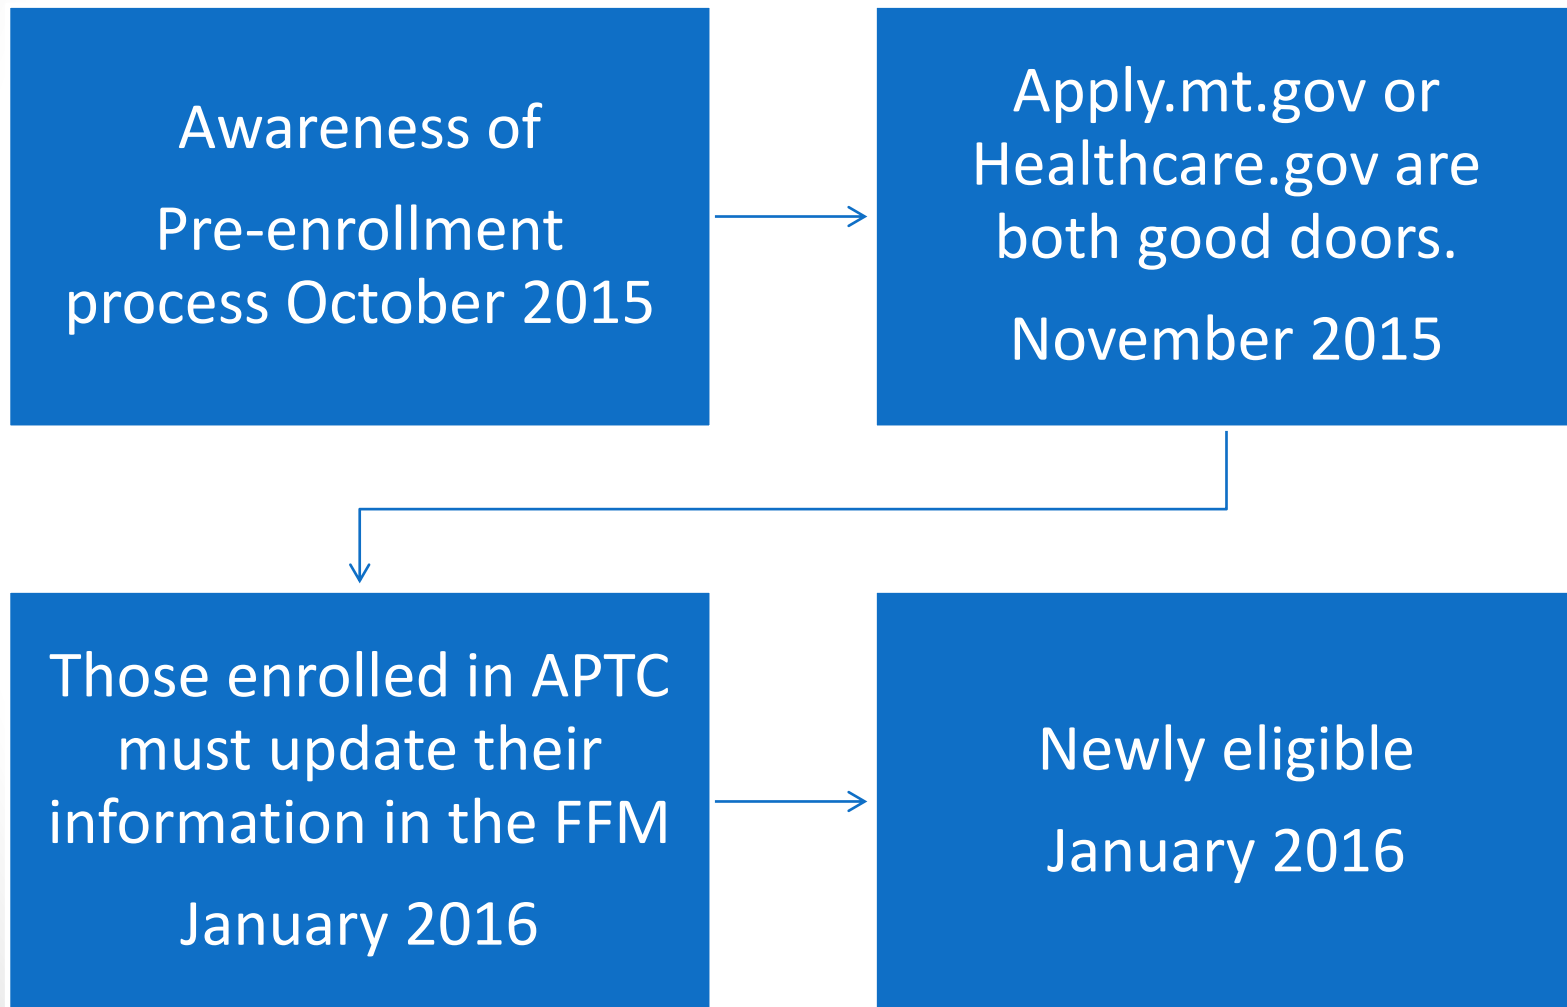 Awareness of
Pre-enrollment
process October 2015
Apply.mt.gov or
Healthcare.gov are
both good doors.
November 2015
Those enrolled in APTC
must update their
information in the FFM
January 2016
Newly eligible
January 2016